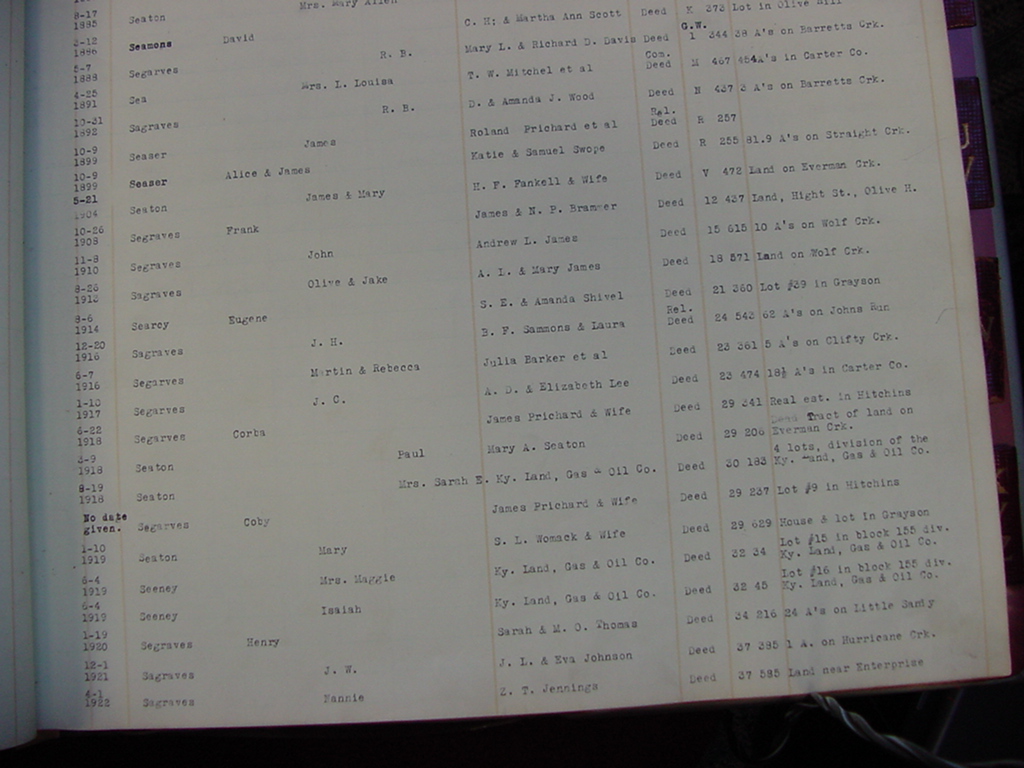 8-17 1885 Seaton Mrs. Mary Allen C. H. & Martha Ann Scott Deed K 373 Lot in Olive Hill
3-12 1886 Seamons David Mary L. & Richard D. Davis Deed G.W. 1 344 38 A's on Barretts Crk.
5-7 1888 Segarves R. B. T. W. Mitchel et al Com. Deed M 467 454A's in Carter Co.
4-25 1891 Sea Mrs. L. Louisa D. & Amanda J. Wood Deed N 437 3 A's on Barretts Crk.
10-31 1892 Sagraves R. B. Roland Prichard et al Rel. Deed R 257
10-9 1899 Seaser James Katie & Samuel Swope Deed R 255 81.9 A's on Straight Crk.
10-9 1899 Seaser Alice & James H. F. Fankell & Wife Deed V 472 Land on Everman Crk.
5-21 1904 Seaton James & Mary James & N. P. Brammer Deed 12 437 Land, Hight St., Olive H.
10-26 1908 Segraves Frank Andrew L. James Deed 15 615 10 A's on Wolf Crk.
11-8 1910 Segraves John A. L. & Mary James Deed 18 571 Land on Wolf Crk.
8-26 1913 Sagraves Olive & Jake S. E. & Amanda Shivel Deed 21 360 Lot #39 in Grayson
8-6 1914 Searcy Eugene B. F. Sammons & Laura Rel. Deed 24 543 62 A's on Johns Run
12-20 1916 Sagraves J. H. Julia Barker et al Deed 23 361 5 A's on Clifty Crk.
6-7 1916 Segarves Martin & Rebecca A. D. & Elizabeth Lee Deed 23 474 18½ A's in Carter Co.
1-10 1917 Segarves J. C. James Prichard & Wife Deed 29 341 Real est. in Hitchins
6-22 1918 Segarves Corba Mary A. Seaton Deed 29 206 Tract of land on Everman Crk.
3-9 1918 Seaton Paul Ky. Land, Gas & Oil Co. Deed 30 183 4 lots, division of the Ky. Land, Gas & Oil Co.
8-19 1918 Seaton Mrs. Sarah E. James Prichard & Wife Deed 29 237 Lot #9 in Hitchins
No date given. Segarves Coby S. L. Womack & Wife Deed 29 629 House & lot in Grayson
1-10 1919 Seaton Mary Ky. Land, Gas & Oil Co. Deed 32 34 Lot #15 in block 155 div. Ky. Land, Gas & Oil Co.
6-4 1919 Seeney Mrs. Maggie Ky. Land, Gas & Oil Co. Deed 32 45 Lot #16 in block 155 div. Ky. Land, Gas & Oil Co.
6-4 1919 Seeney Isaiah Sarah & M. O. Thomas Deed 34 216 24 A's on Little Sandy
1-19 1920 Segraves Henry J. L. & Eva Johnson Deed 37 385 1 A. on Hurricane Crk.
12-1 1921 Sagraves J. W. Z. T. Jennings Deed 37 585 Land near Enterprise
4-1 1922 Sagraves Nannie